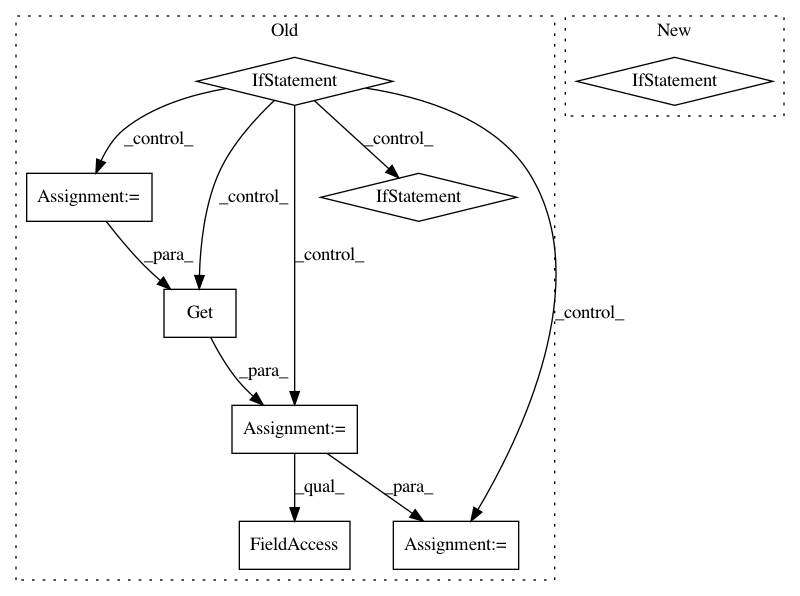 Old
New
IfStatement
IfStatement
_control_
_control_
Assignment:=
_control_
IfStatement
_para_
_control_
Get
_control_
_para_
Assignment:=
_qual_
_para_
FieldAccess
Assignment:=